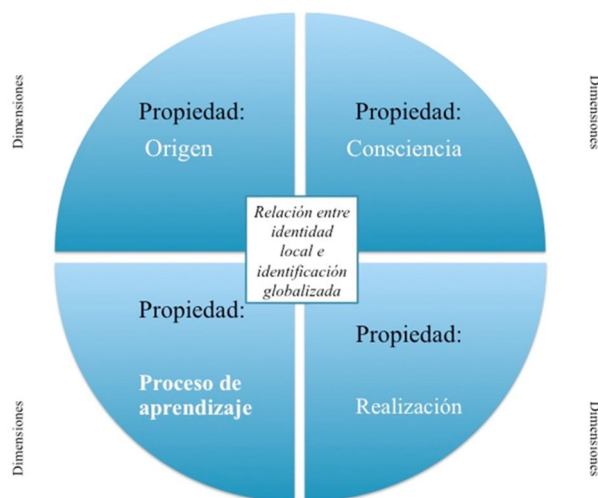 Dimensiones
Propiedad:
Origen
Propiedad:
Consciencia
Dimensiones
Relación entre
identidad
local e
identificación
globalizada
Dimensiones
Propiedad:
Proceso de
aprendizaje
Propiedad:
Realización
Dimensiones